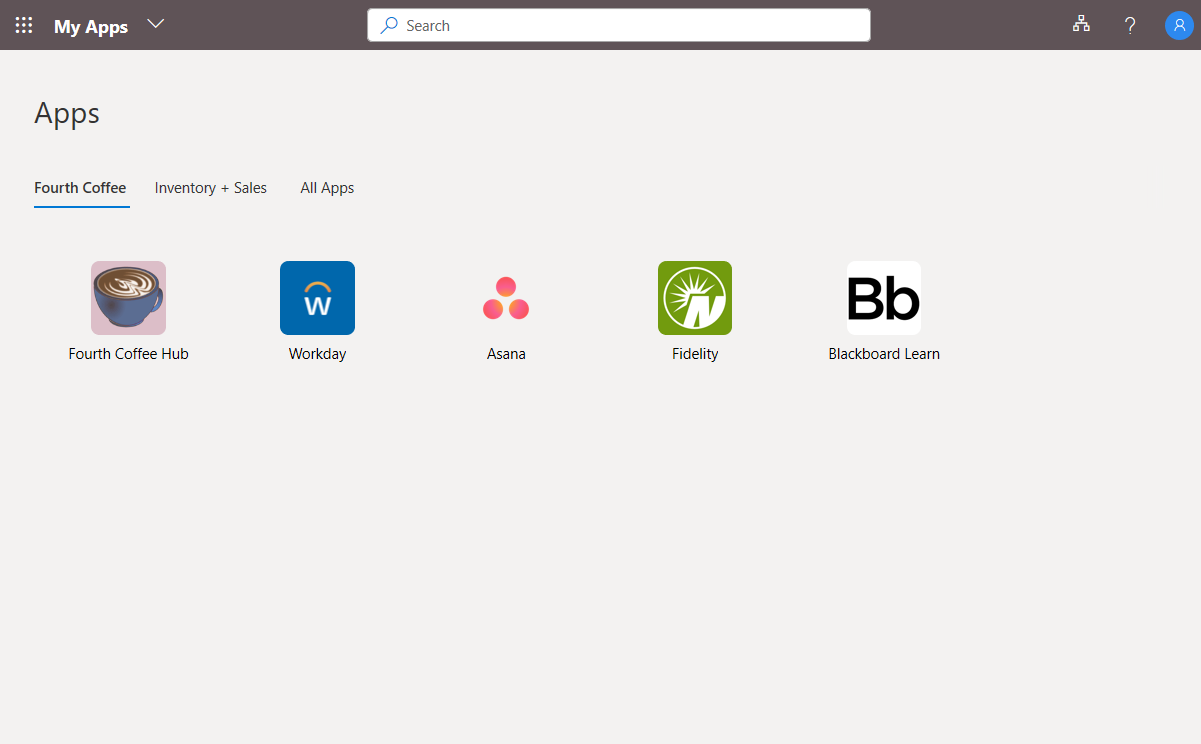 My Apps
Search
?
Apps
Fourth Coffee Inventory + Sales All Apps
W
Bb
Fourth Coffee Hub Workday Asana Fidelity Blackboard Learn